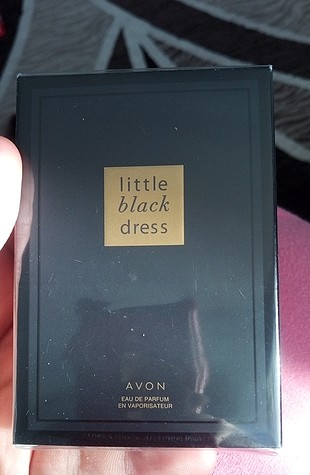 little
black
dress
AVON
EAU DE PARFUM
EN VAPORISATEUR